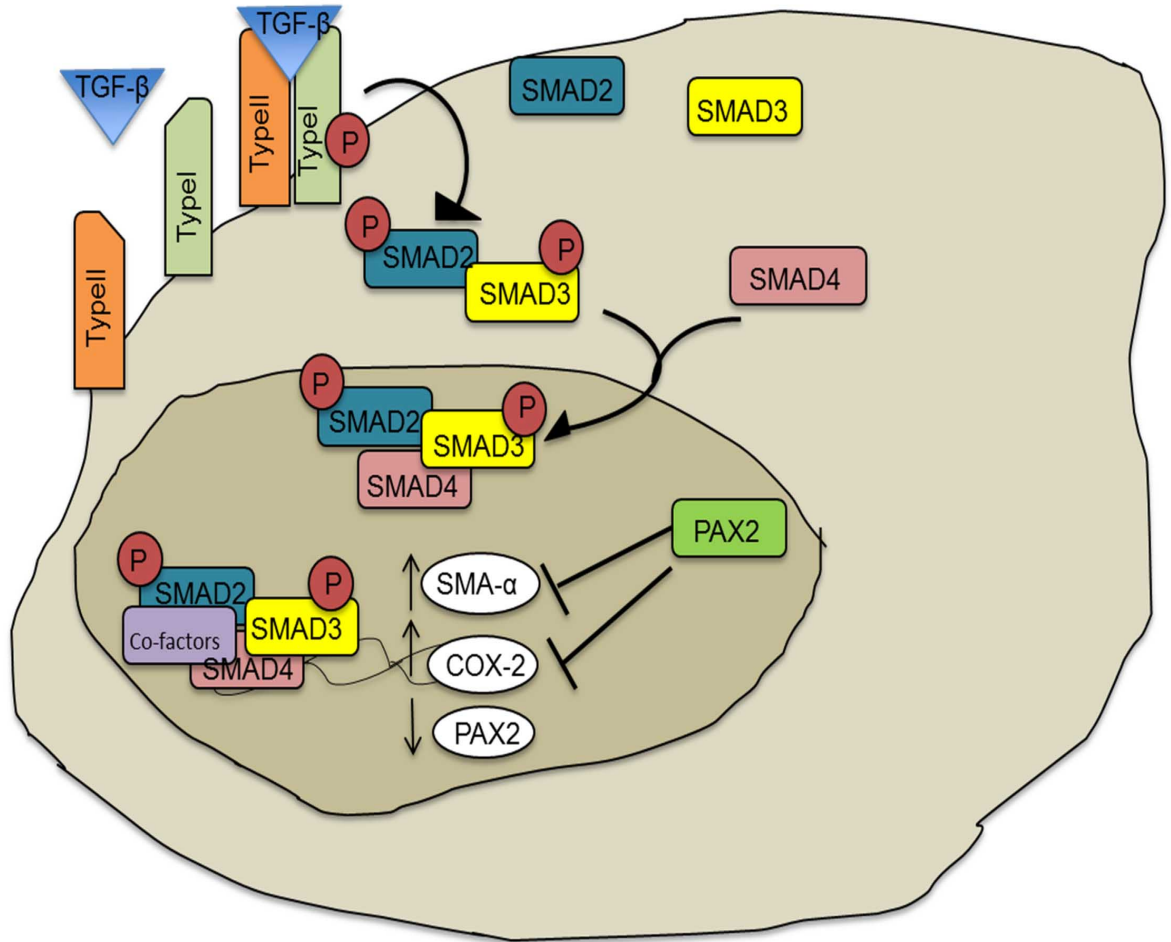 TGF-β
TGF-β
TypeII
TypeI
P
TypeI
TypeII
SMAD2
SMAD3
P
SMAD2
P
SMAD3
SMAD4
P
SMAD2
P
SMAD3
SMAD4
PAX2
P
SMAD2
P
Co-factors
SMAD3
SMAD4
SMA-α
COX-2
PAX2